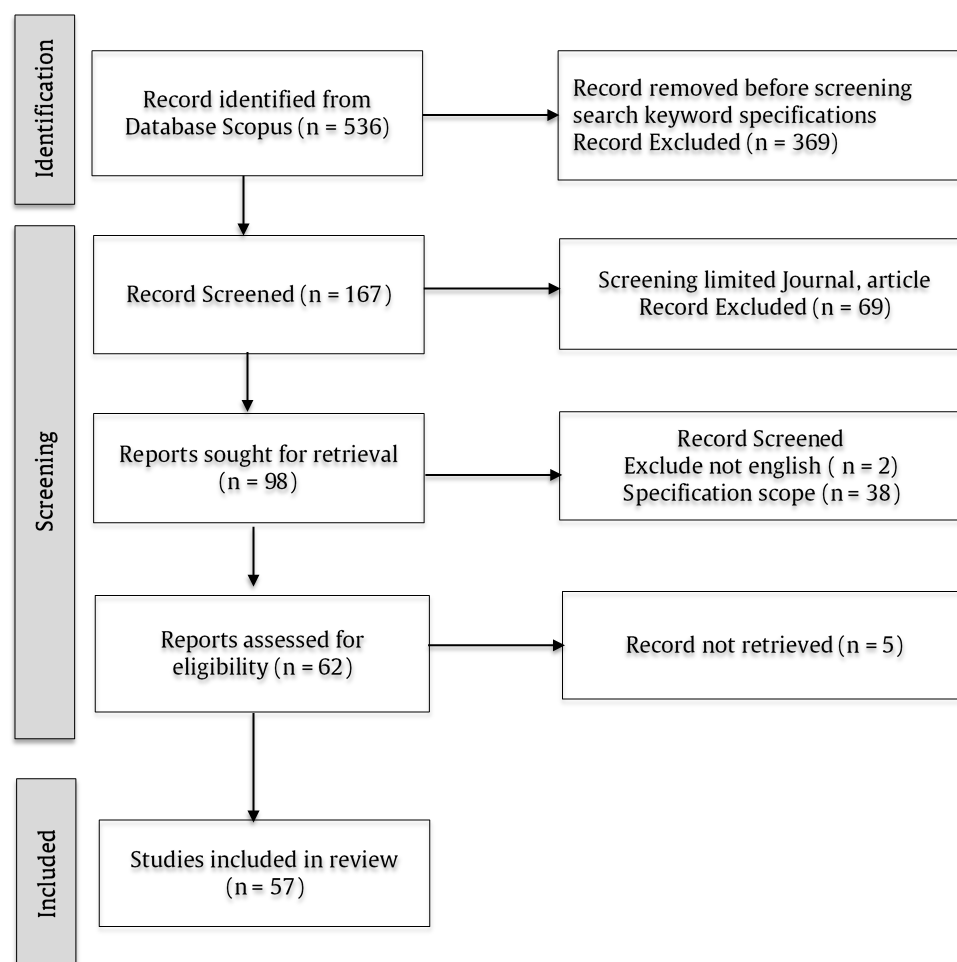 Identification
Record identified from
Database Scopus (n = 536)
Record removed before screening
search keyword specifications
Record Excluded (n = 369)
Screening
Record Screened (n = 167)
Screening limited Journal, article
Record Excluded (n = 69)
Reports sought for retrieval
(n = 98)
Record Screened
Exclude not english ( n = 2)
Specification scope (n = 38)
Reports assessed for
eligibility (n = 62)
Record not retrieved (n = 5)
Included
Studies included in review
(n = 57)